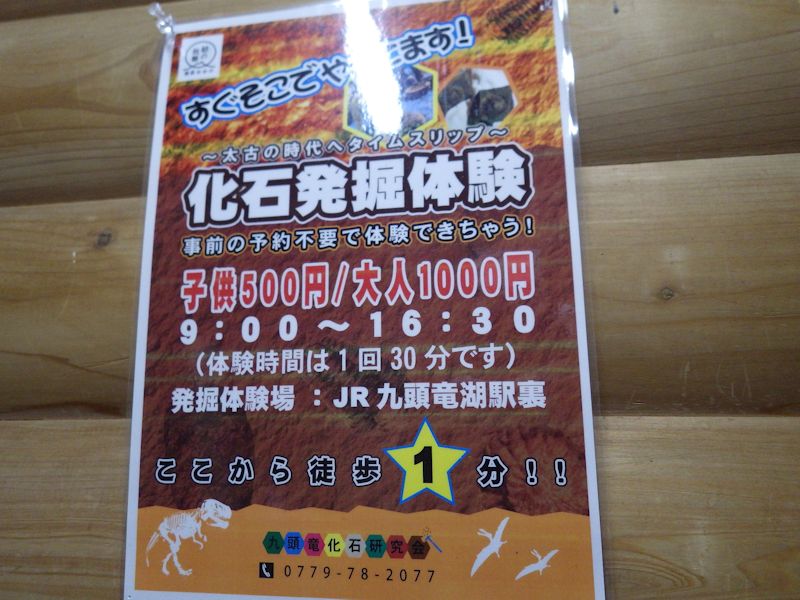 すぐそこでやってます!
~太古の時代へタイムスリップ~
化石発掘体験
事前の予約不要で体験できちゃう!
子供500円/大人1000円
9:00~16:30
(体験時間は1回30分です)
発掘体験場 : JR九頭竜湖駅裏
ここから徒歩1分!!
九頭竜化石研究会
0779-78-2077